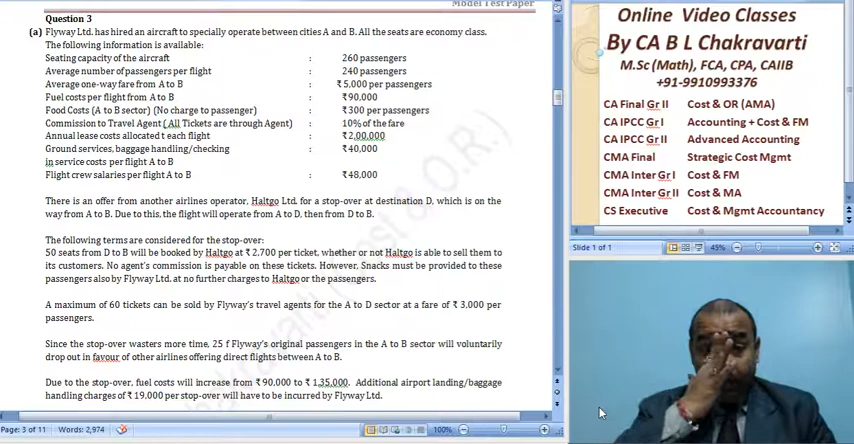 Model Test Paper
Question 3
(a) Flyway Ltd. has hired an aircraft to specially operate between cities A and B. All the seats are economy class.
The following information is available:
Seating capacity of the aircraft : 260 passengers
Average number of passengers per flight : 240 passengers
Average one-way fare from A to B : ₹5,000 per passengers
Fuel costs per flight from A to B : ₹90,000
Food Costs (A to B sector) (No charge to passenger) : ₹300 per passengers
Commission to Travel Agent ( All Tickets are through Agent) : 10% of the fare
Annual lease costs allocated t each flight : ₹2,00,000
Ground services, baggage handling/checking : ₹40,000
in service costs per flight A to B
Flight crew salaries per flight A to B : ₹48,000
There is an offer from another airlines operator, Haltgo Ltd. for a stop-over at destination D, which is on the
way from A to B. Due to this, the flight will operate from A to D, then from D to B.
The following terms are considered for the stop-over:
50 seats from D to B will be booked by Haltgo at ₹ 2,700 per ticket, whether or not Haltgo is able to sell them to
its customers. No agent's commission is payable on these tickets. However, Snacks must be provided to these
passengers also by Flyway Ltd. at no further charges to Haltgo or the passengers.
A maximum of 60 tickets can be sold by Flyway's travel agents for the A to D sector at a fare of ₹ 3,000 per
passengers.
Since the stop-over wasters more time, 25 f Flyway's original passengers in the A to B sector will voluntarily
drop out in favour of other airlines offering direct flights between A to B.
Due to the stop-over, fuel costs will increase from ₹ 90,000 to ₹ 1,35,000. Additional airport landing/baggage
handling charges of ₹ 19,000 per stop-over will have to be incurred by Flyway Ltd.
Page: 3 of 11 Words: 2,974 100%
Online Video Classes
By CA B L Chakravarti
M.Sc (Math), FCA, CPA, CAIIB
+91-9910993376
CA Final Gr II Cost & OR (AMA)
CA IPCC Gr I Accounting + Cost & FM
CA IPCC Gr II Advanced Accounting
CMA Final Strategic Cost Mgmt
CMA Inter Gr I Cost & FM
CMA Inter Gr II Cost & MA
CS Executive Cost & Mgmt Accountancy
Slide 1 of 1 45%